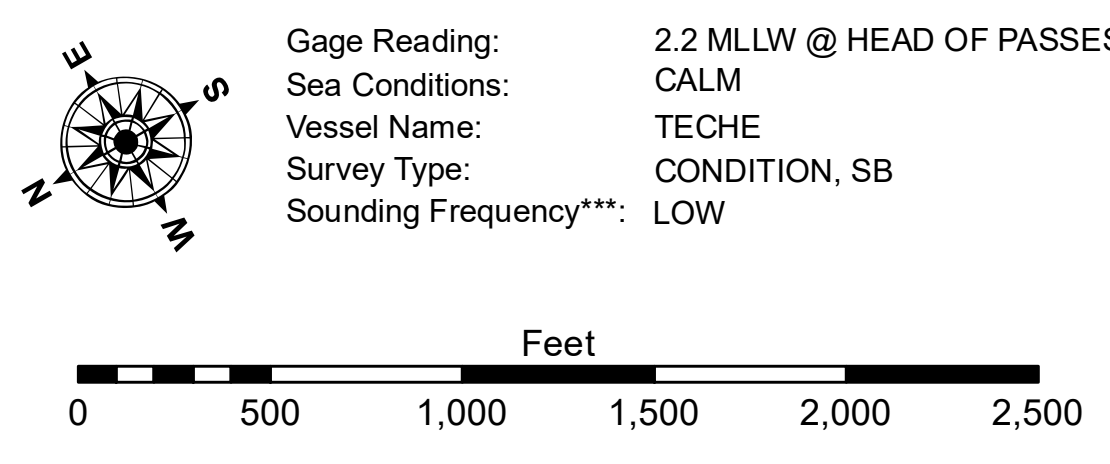 E
S
N
W
Gage Reading: 2.2 MLLW @ HEAD OF PASSES
Sea Conditions: CALM
Vessel Name: TECHE
Survey Type: CONDITION, SB
Sounding Frequency***: LOW
Feet
0 500 1,000 1,500 2,000 2,500